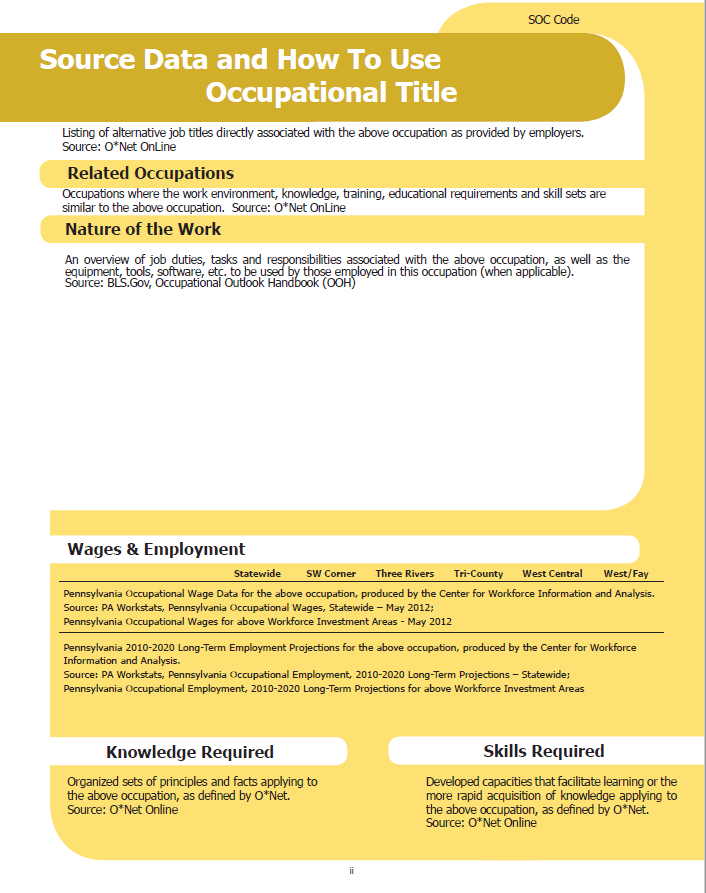 SOC Code
Source Data and How To Use
Occupational Title
Listing of alternative job titles directly associated with the above occupation as provided by employers.
Source: O*Net OnLine
Related Occupations
Occupations where the work environment, knowledge, training, educational requirements and skill sets are
similar to the above occupation.  Source: O*Net OnLine
Nature of the Work
An overview of job duties, tasks and responsibilities associated with the above occupation, as well as the
equipment, tools, software, etc. to be used by those employed in this occupation (when applicable).
Source: BLS.Gov, Occupational Outlook Handbook (OOH)
Wages & Employment
Statewide SW Corner Three Rivers Tri-County West Central West/Fay
Pennsylvania Occupational Wage Data for the above occupation, produced by the Center for Workforce Information and Analysis.
Source: PA Workstats, Pennsylvania Occupational Wages, Statewide – May 2012;
Pennsylvania Occupational Wages for above Workforce Investment Areas - May 2012
Pennsylvania 2010-2020 Long-Term Employment Projections for the above occupation, produced by the Center for Workforce
Information and Analysis.
Source: PA Workstats, Pennsylvania Occupational Employment, 2010-2020 Long-Term Projections – Statewide;
Pennsylvania Occupational Employment, 2010-2020 Long-Term Projections for above Workforce Investment Areas
Knowledge Required
Organized sets of principles and facts applying to
the above occupation, as defined by O*Net.
Source: O*Net Online
Skills Required
Developed capacities that facilitate learning or the
more rapid acquisition of knowledge applying to
the above occupation, as defined by O*Net.
Source: O*Net Online
ii